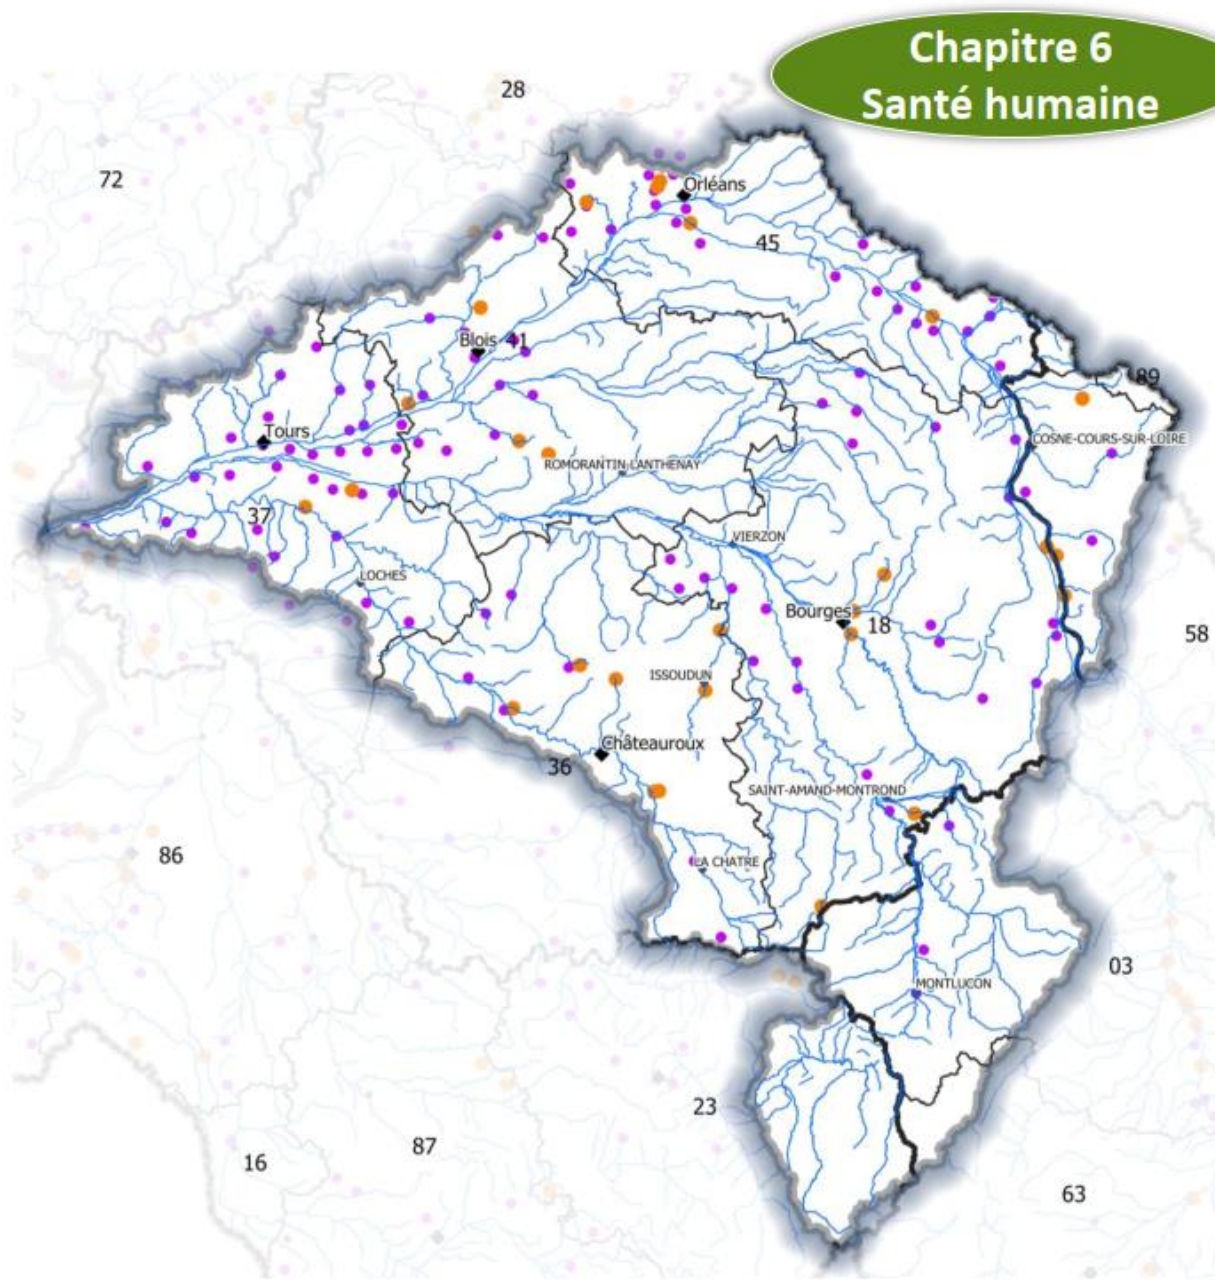 Chapitre 6
Santé humaine
28
72
Orléans
45
Blois 41
89
Tours
COSNE-COURS-SUR-LOIRE
ROMORANTIN-LANTHENAY
37
VIERZON
LOCHES
Bourges
18
58
ISSOUDUN
Châteauroux
36
SAINT-AMAND-MONTROND
86
LA CHATRE
03
MONTLUCON
23
87
16
63